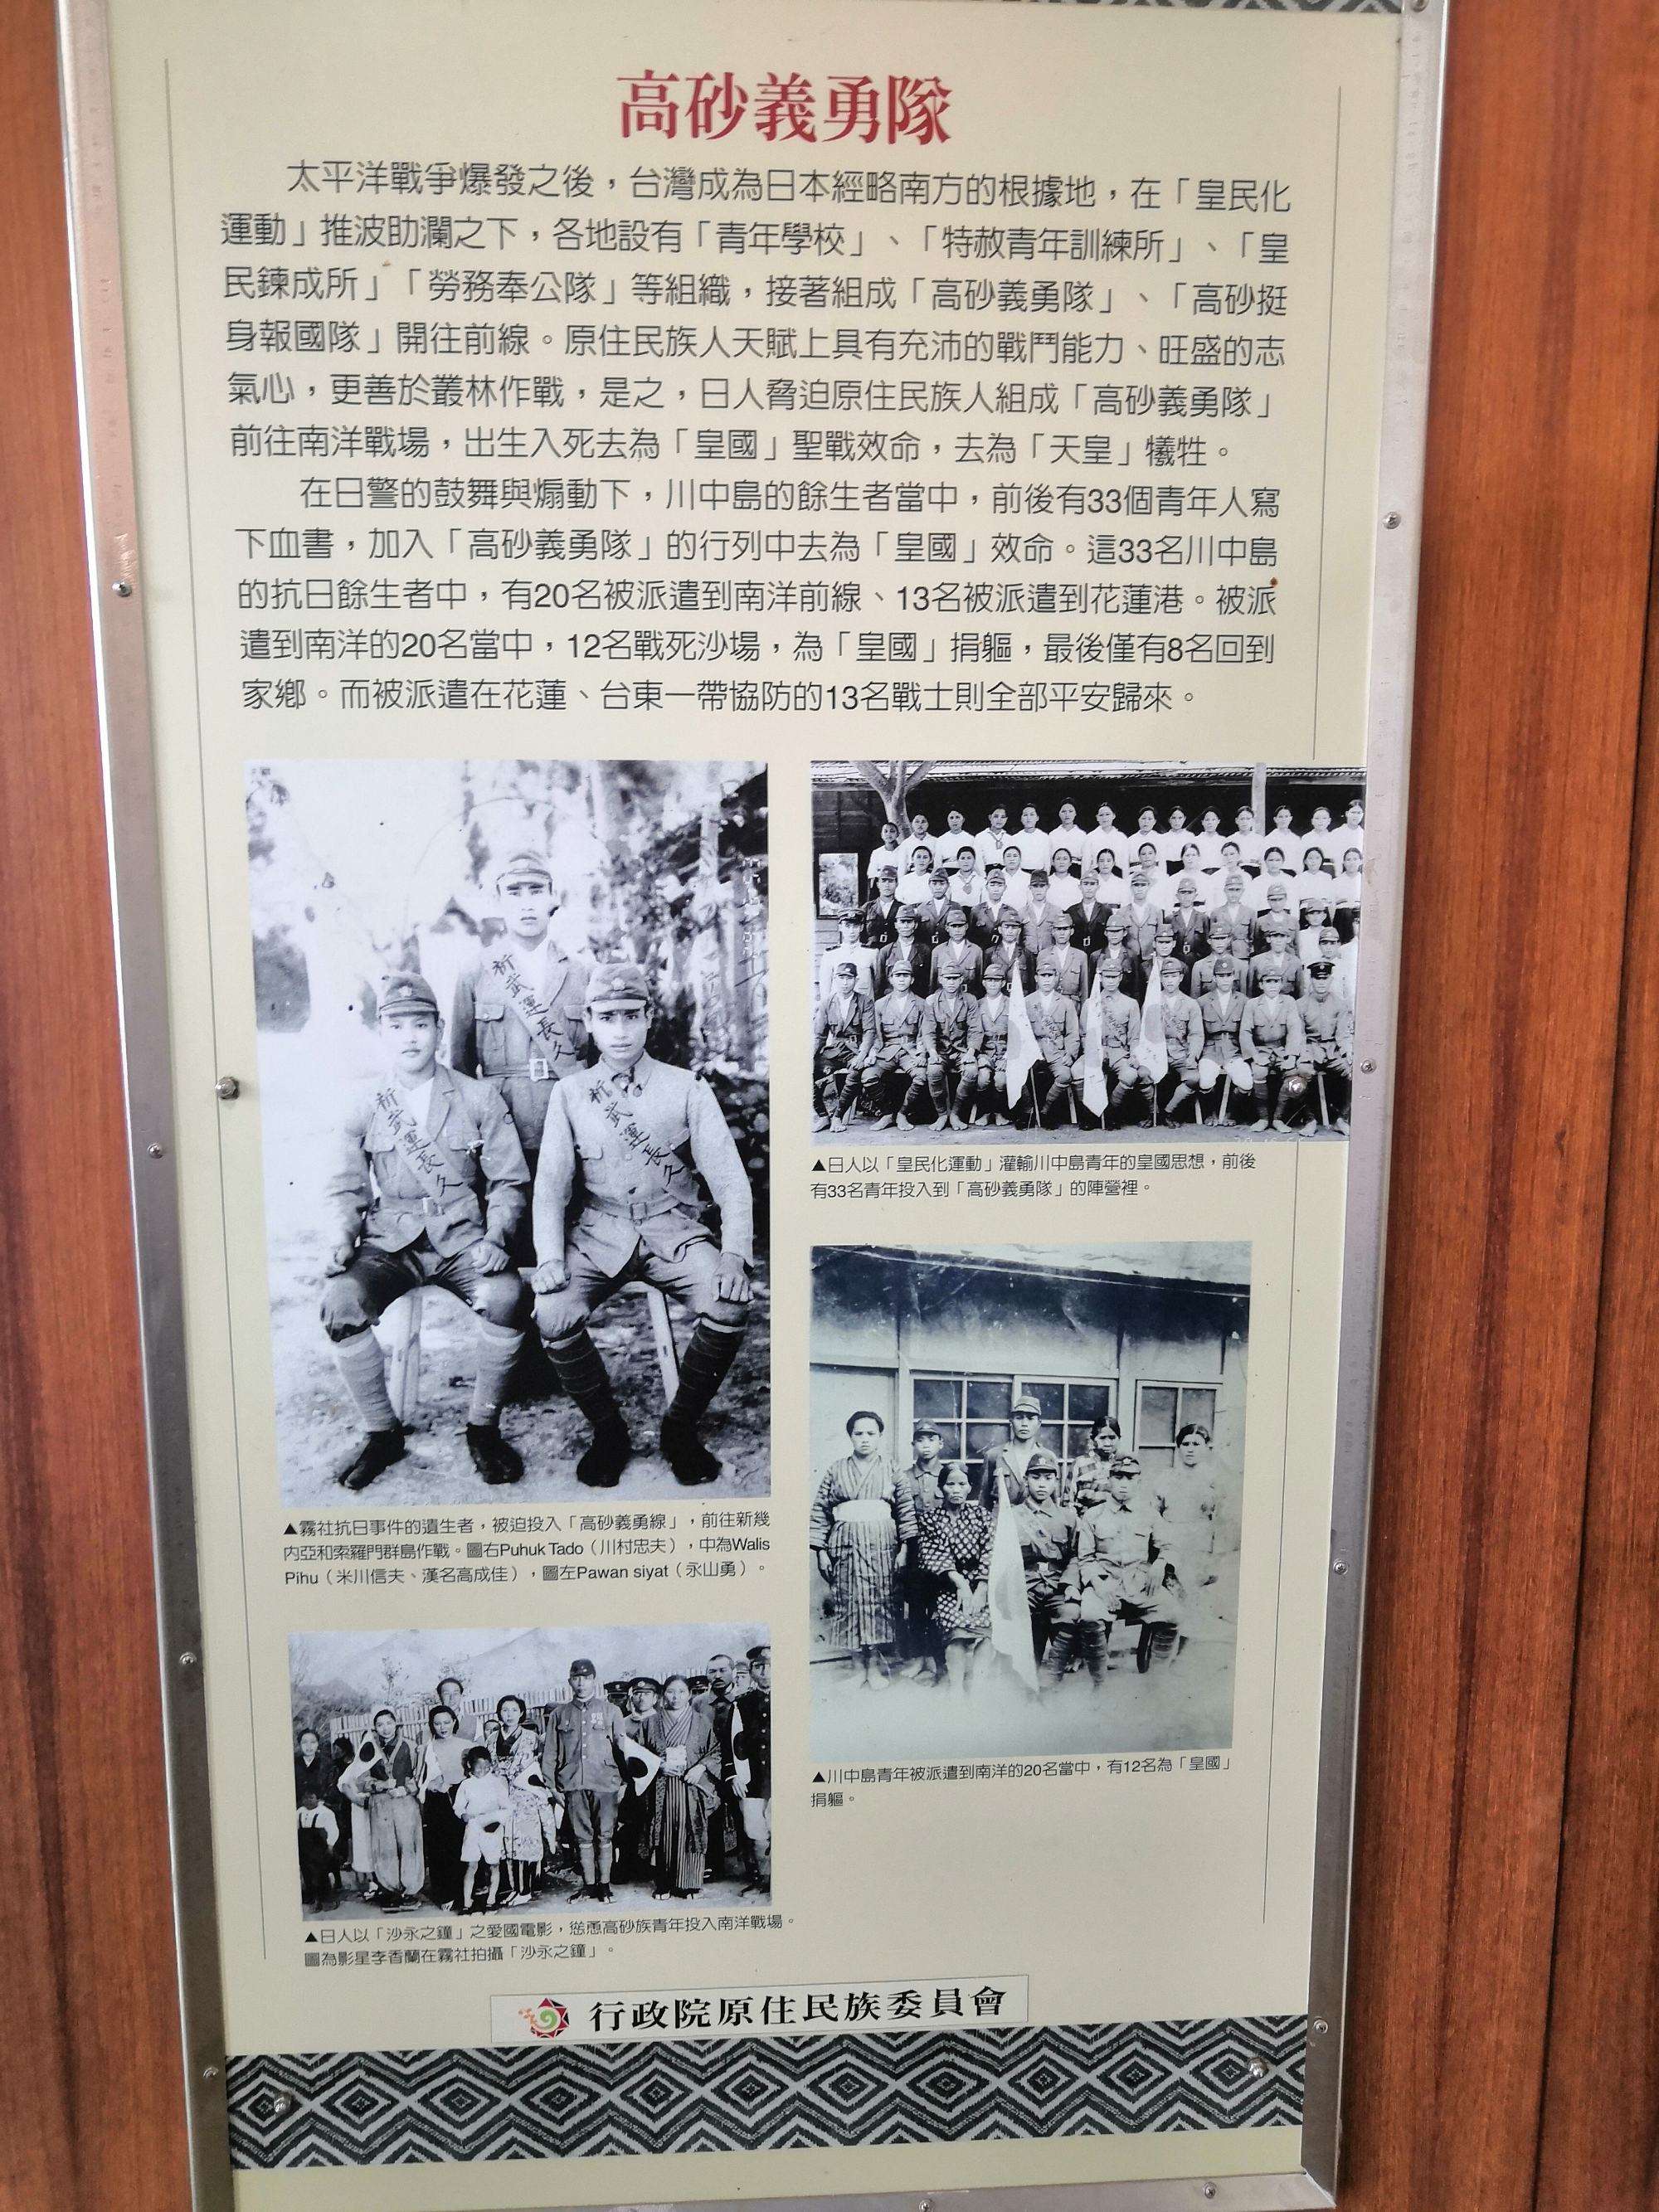 高砂義勇隊
太平洋戰爭爆發之後，台灣成為日本經略南方的根據地，在「皇民化
運動」推波助瀾之下，各地設有「青年學校」、「特赦青年訓練所」、「皇
民鍊成所」「勞務奉公隊」等組織，接著組成「高砂義勇隊」、「高砂挺
身報國隊」開往前線。原住民族人天賦上具有充沛的戰鬥能力、旺盛的志
氣心，更善於叢林作戰，是之，日人脅迫原住民族人組成「高砂義勇隊」
前往南洋戰場，出生入死去為「皇國」聖戰效命，去為「天皇」犧牲。
在日警的鼓舞與煽動下，川中島的餘生者當中，前後有33個青年人寫
下血書，加入「高砂義勇隊」的行列中去為「皇國」效命。這33名川中島
的抗日餘生者中，有20名被派遣到南洋前線、13名被派遣到花蓮港。被派
遣到南洋的20名當中，12名戰死沙場，為「皇國」捐軀，最後僅有8名回到
家鄉。而被派遣在花蓮、台東一帶協防的13名戰士則全部平安歸來。
祈武運長久
祈武運長久
祈武運長久
▲霧社抗日事件的遺生者，被迫投入「高砂義勇線」，前往新幾
內亞和索羅門群島作戰。圖右Puhuk Tado（川村忠夫），中為Walis
Pihu（米川信夫、漢名高成佳），圖左Pawan siyat（永山勇）。
▲日人以「沙永之鐘」之愛國電影，慫恿高砂族青年投入南洋戰場。
圖為影星李香蘭在霧社拍攝「沙永之鐘」。
▲日人以「皇民化運動」灌輸川中島青年的皇國思想，前後
有33名青年投入到「高砂義勇隊」的陣營裡。
▲川中島青年被派遣到南洋的20名當中，有12名為「皇國」
捐軀。
行政院原住民族委員會